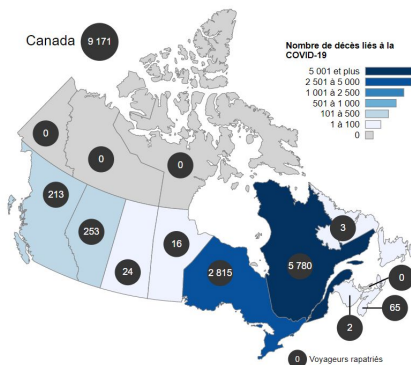 Canada
9 171
Nombre de décès liés à la
COVID-19
5 001 et plus
2 501 à 5 000
1 001 à 2 500
501 à 1 000
101 à 500
1 à 100
0
0
0
0
213
253
24
16
2 815
5 780
3
0
65
2
0 Voyageurs rapatriés